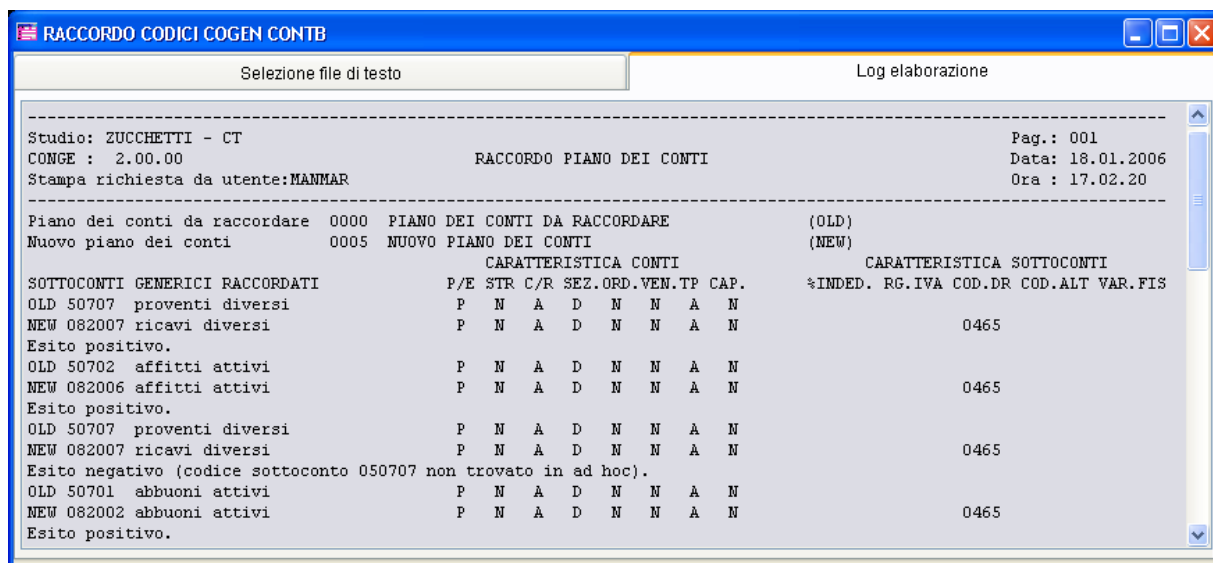 RACCORDO CODICI COGEN CONTB
Selezione file di testo Log elaborazione
--------------------------------------------------------------------------------
Studio: ZUCCHETTI - CT Pag.: 001
CONGE : 2.00.00 RACCORDO PIANO DEI CONTI Data: 18.01.2006
Stampa richiesta da utente:MANMAR Ora : 17.02.20
--------------------------------------------------------------------------------
Piano dei conti da raccordare 0000 PIANO DEI CONTI DA RACCORDARE (OLD)
Nuovo piano dei conti 0005 NUOVO PIANO DEI CONTI (NEW)
CARATTERISTICA CONTI CARATTERISTICA SOTTOCONTI
SOTTOCONTI GENERICI RACCORDATI P/E STR C/R SEZ.ORD.VEN.TP CAP. %INDED. RG.IVA COD.DR COD.ALT VAR.FIS
OLD 50707 proventi diversi P N A D N N A N
NEW 082007 ricavi diversi P N A D N N A N 0465
Esito positivo.
OLD 50702 affitti attivi P N A D N N A N
NEW 082006 affitti attivi P N A D N N A N 0465
Esito positivo.
OLD 50707 proventi diversi P N A D N N A N
NEW 082007 ricavi diversi P N A D N N A N 0465
Esito negativo (codice sottoconto 050707 non trovato in ad hoc).
OLD 50701 abbuoni attivi P N A D N N A N
NEW 082002 abbuoni attivi P N A D N N A N 0465
Esito positivo.